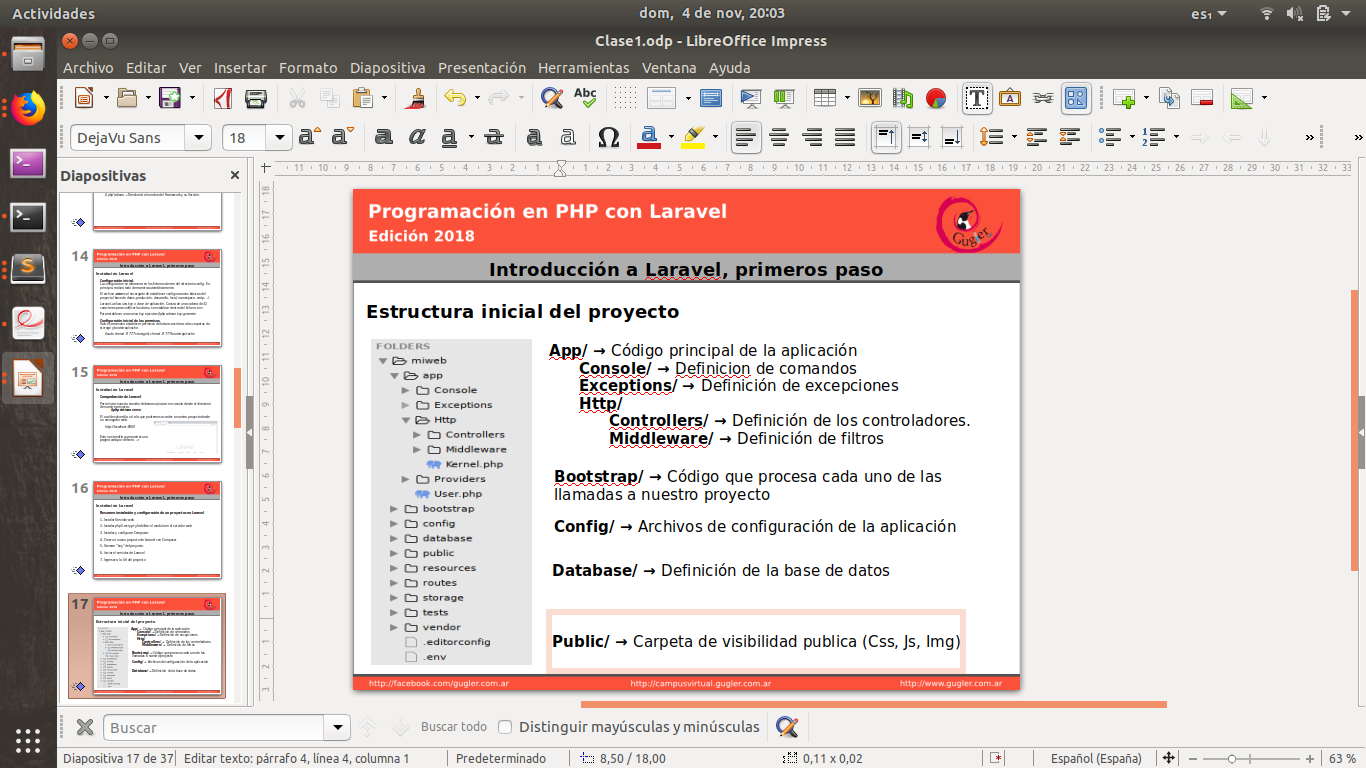 Actividades
dom, 4 de nov, 20:03
es₁
Clase1.odp - LibreOffice Impress
Archivo Editar Ver Insertar Formato Diapositiva Presentación Herramientas Ventana Ayuda
Abc
DejaVu Sans
18
Diapositivas
14
15
16
17
Programación en PHP con Laravel
Edición 2018
Gugler
Introducción a Laravel, primeros paso
Estructura inicial del proyecto
FOLDERS
miweb
app
Console
Exceptions
Http
Controllers
Middleware
Kernel.php
Providers
User.php
bootstrap
config
database
public
resources
routes
storage
tests
vendor
.editorconfig
.env
App/ → Código principal de la aplicación
Console/ → Definicion de comandos
Exceptions/ → Definición de excepciones
Http/
Controllers/ → Definición de los controladores.
Middleware/ → Definición de filtros
Bootstrap/ → Código que procesa cada uno de las
llamadas a nuestro proyecto
Config/ → Archivos de configuración de la aplicación
Database/ → Definición de la base de datos
Public/ → Carpeta de visibilidad publica (Css, Js, Img)
http://facebook.com/gugler.com.ar
http://campusvirtual.gugler.com.ar
http://www.gugler.com.ar
Buscar
Buscar todo
Distinguir mayúsculas y minúsculas
Diapositiva 17 de 37
Editar texto: párrafo 4, línea 4, columna 1
Predeterminado
8,50 / 18,00
0,11 x 0,02
Español (España)
63 %